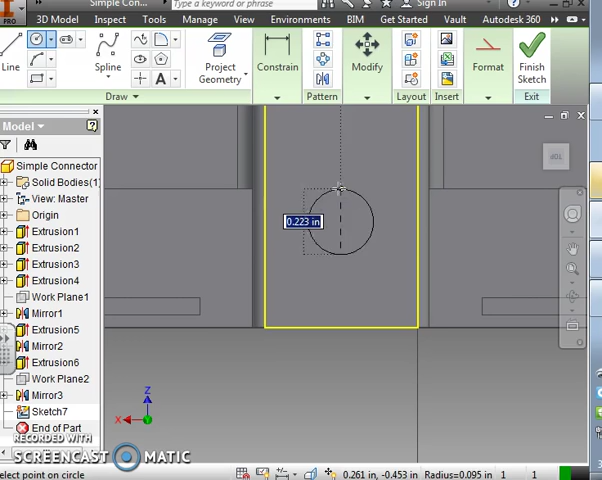 Simple Conn...
Type a keyword or phrase
Sign In
PRO
3D Model Inspect Tools Manage View Environments BIM Get Started Vault Autodesk 360
Line
Spline
Project
Geometry
Constrain
Pattern
Modify
Layout
Insert
Format
Finish
Sketch
Draw
Exit
Model
Simple Connector
Solid Bodies(1)
View: Master
Origin
Extrusion1
Extrusion2
Extrusion3
Extrusion4
Work Plane1
Mirror1
Extrusion5
Mirror2
Extrusion6
Work Plane2
Mirror3
Sketch7
End of Part
0.223 in
TOP
Z
X
RECORDED WITH
SCREENCAST MATIC
elect point on circle
0.261 in, -0.453 in Radius=0.095 in 1 1